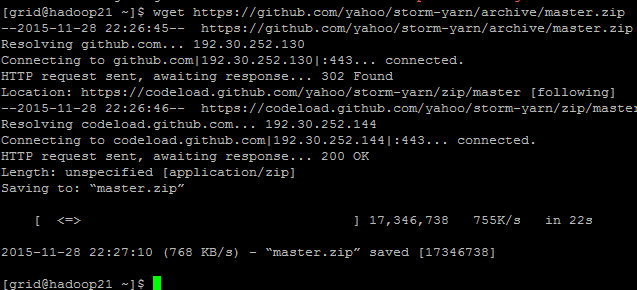 [grid@hadoop21 ~]$ wget https://github.com/yahoo/storm-yarn/archive/master.zip
--2015-11-28 22:26:45--  https://github.com/yahoo/storm-yarn/archive/master.zip
Resolving github.com... 192.30.252.130
Connecting to github.com|192.30.252.130|:443... connected.
HTTP request sent, awaiting response... 302 Found
Location: https://codeload.github.com/yahoo/storm-yarn/zip/master [following]
--2015-11-28 22:26:46--  https://codeload.github.com/yahoo/storm-yarn/zip/master
Resolving codeload.github.com... 192.30.252.144
Connecting to codeload.github.com|192.30.252.144|:443... connected.
HTTP request sent, awaiting response... 200 OK
Length: unspecified [application/zip]
Saving to: “master.zip”
[  <=>                                  ] 17,346,738   755K/s   in 22s
2015-11-28 22:27:10 (768 KB/s) - “master.zip” saved [17346738]
[grid@hadoop21 ~]$